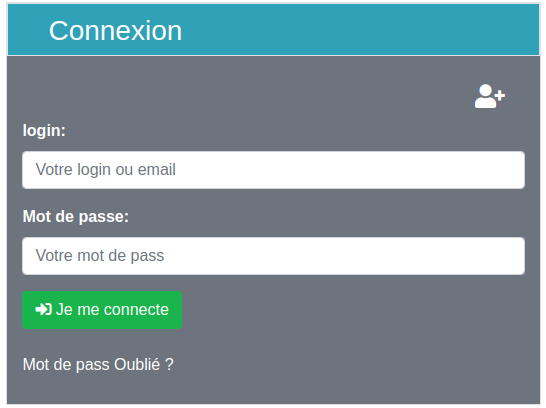 Connexion
login:
Votre login ou email
Mot de passe:
Votre mot de pass
Je me connecte
Mot de pass Oublié ?